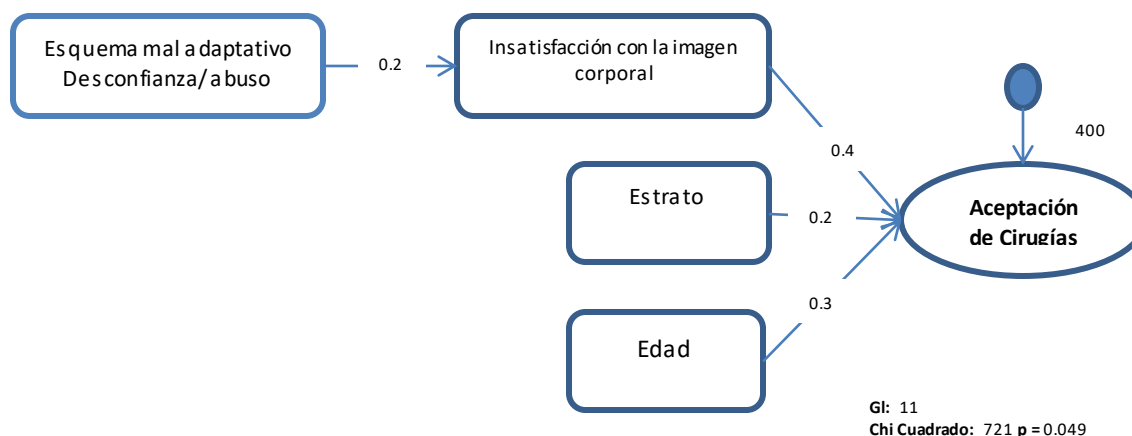 Esquema mal adaptativo
Desconfianza/abuso
0.2
Insatisfacción con la imagen
corporal
400
0.4
Estrato
0.2
Aceptación
de Cirugías
0.3
Edad
Gl: 11
Chi Cuadrado: 721 p = 0.049